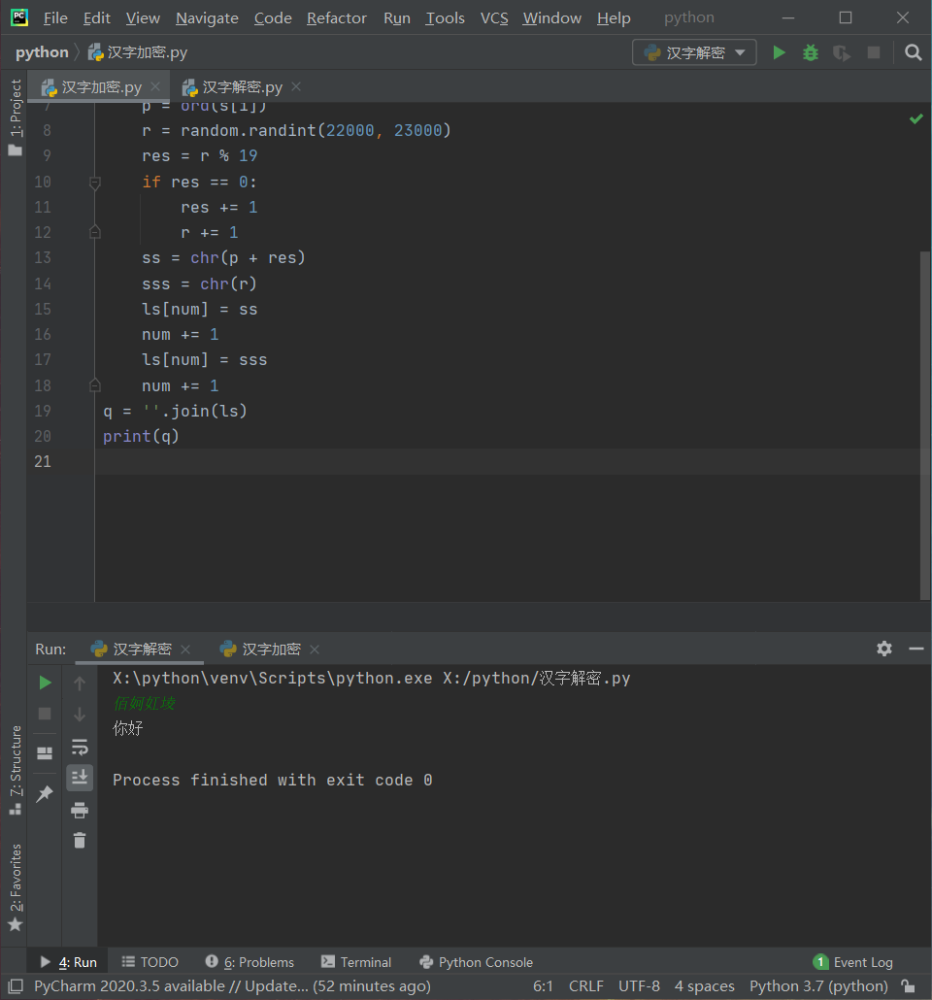 File Edit View Navigate Code Refactor Run Tools VCS Window Help python
python 汉字加密.py 汉字解密
1: Project
汉字加密.py 汉字解密.py
7 p = ord(s[i])
8 r = random.randint(22000, 23000)
9 res = r % 19
10 if res == 0:
11 res += 1
12 r += 1
13 ss = chr(p + res)
14 sss = chr(r)
15 ls[num] = ss
16 num += 1
17 ls[num] = sss
18 num += 1
19 q = ''.join(ls)
20 print(q)
21
Run: 汉字解密 汉字加密
X:\python\venv\Scripts\python.exe X:/python/汉字解密.py
佰妸妅堎
你好
Process finished with exit code 0
7: Structure
2: Favorites
4: Run TODO 6: Problems Terminal Python Console 1 Event Log
PyCharm 2020.3.5 available // Update... (52 minutes ago) 6:1 CRLF UTF-8 4 spaces Python 3.7 (python)